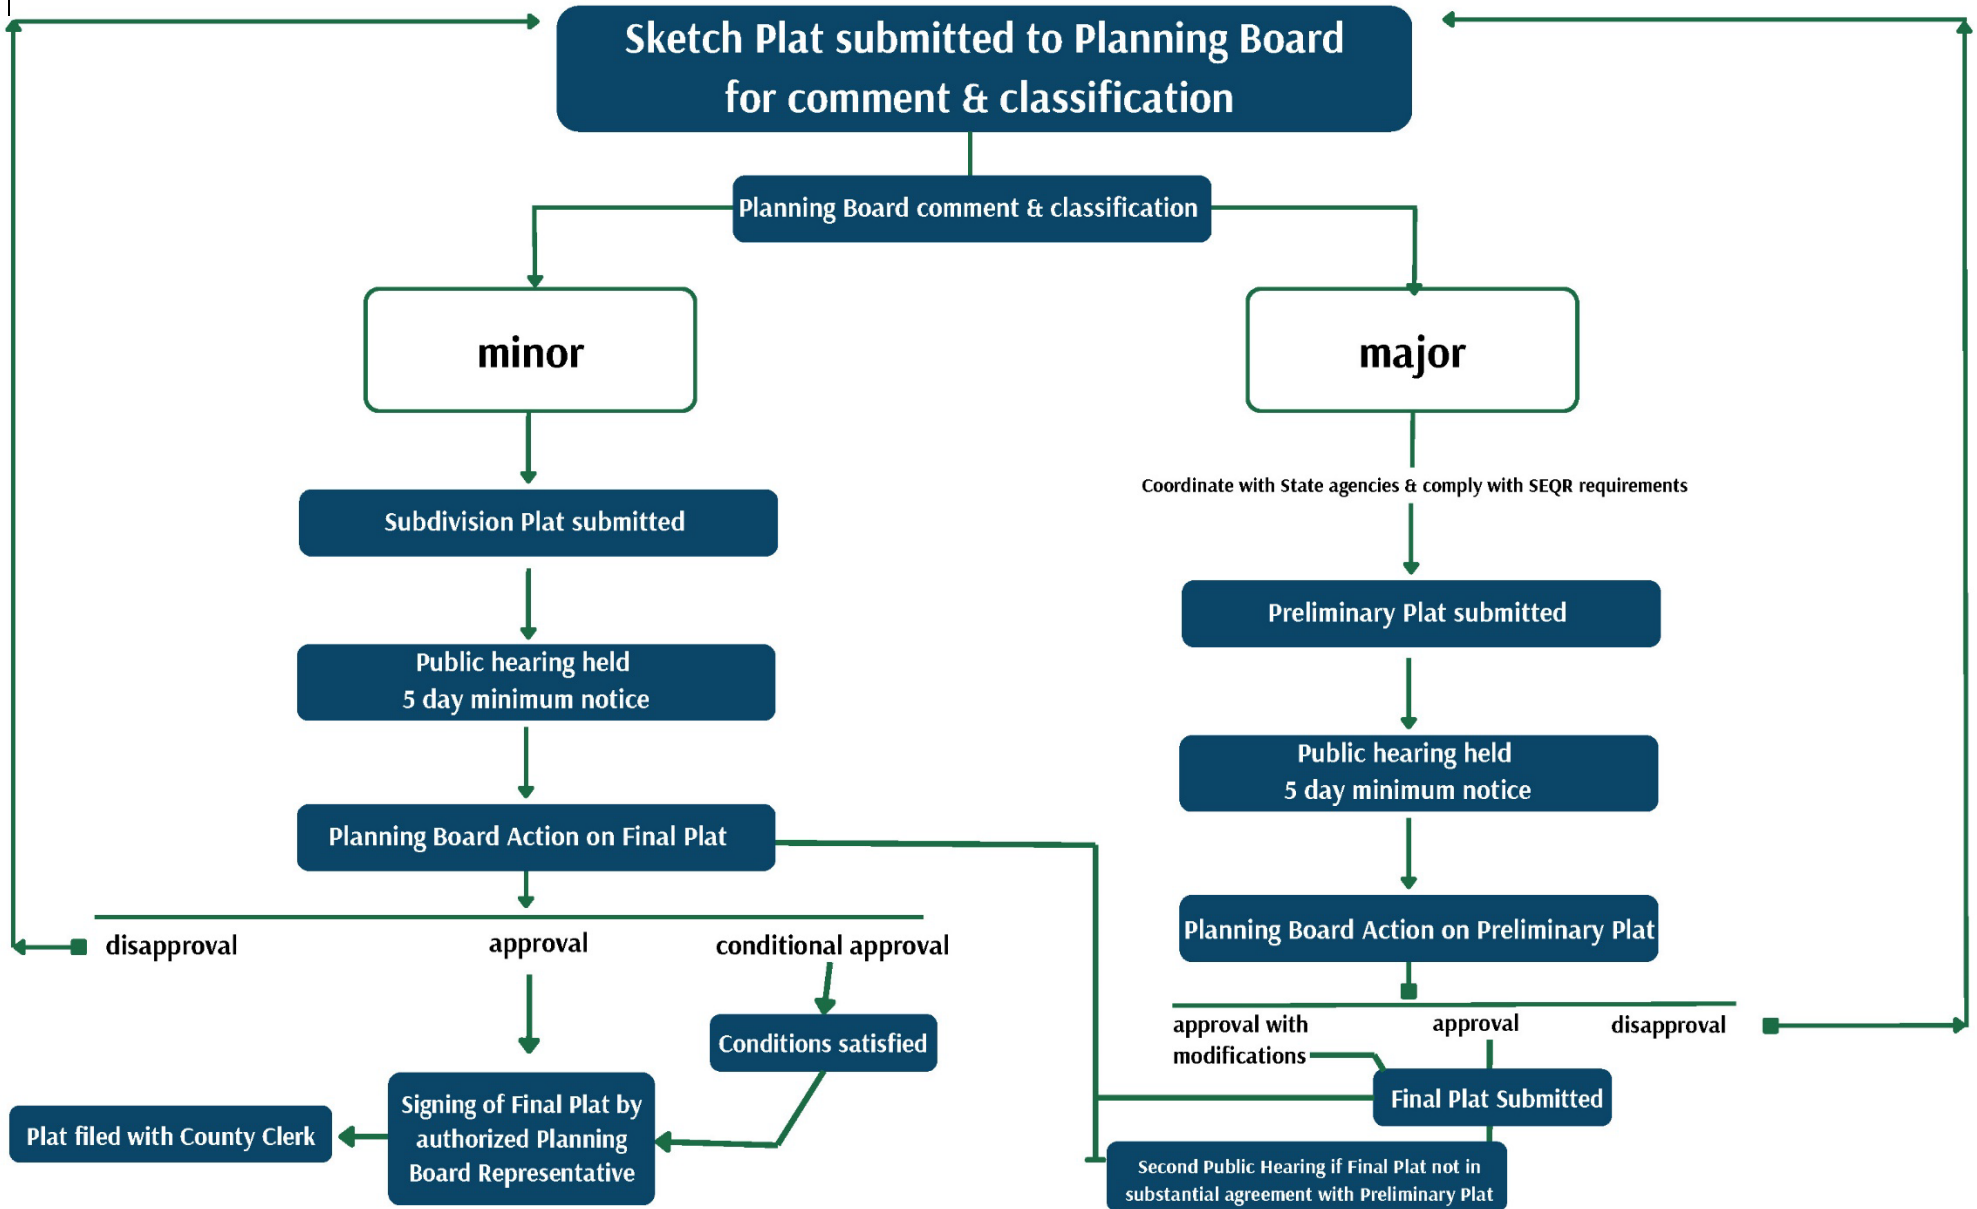 Sketch Plat submitted to Planning Board
for comment & classification
Planning Board comment & classification
minor
major
Coordinate with State agencies & comply with SEQR requirements
Subdivision Plat submitted
Preliminary Plat submitted
Public hearing held
5 day minimum notice
Public hearing held
5 day minimum notice
Planning Board Action on Final Plat
Planning Board Action on Preliminary Plat
disapproval
approval
conditional approval
approval with
modifications
approval
disapproval
Conditions satisfied
Final Plat Submitted
Signing of Final Plat by
authorized Planning
Board Representative
Plat filed with County Clerk
Second Public Hearing if Final Plat not in
substantial agreement with Preliminary Plat